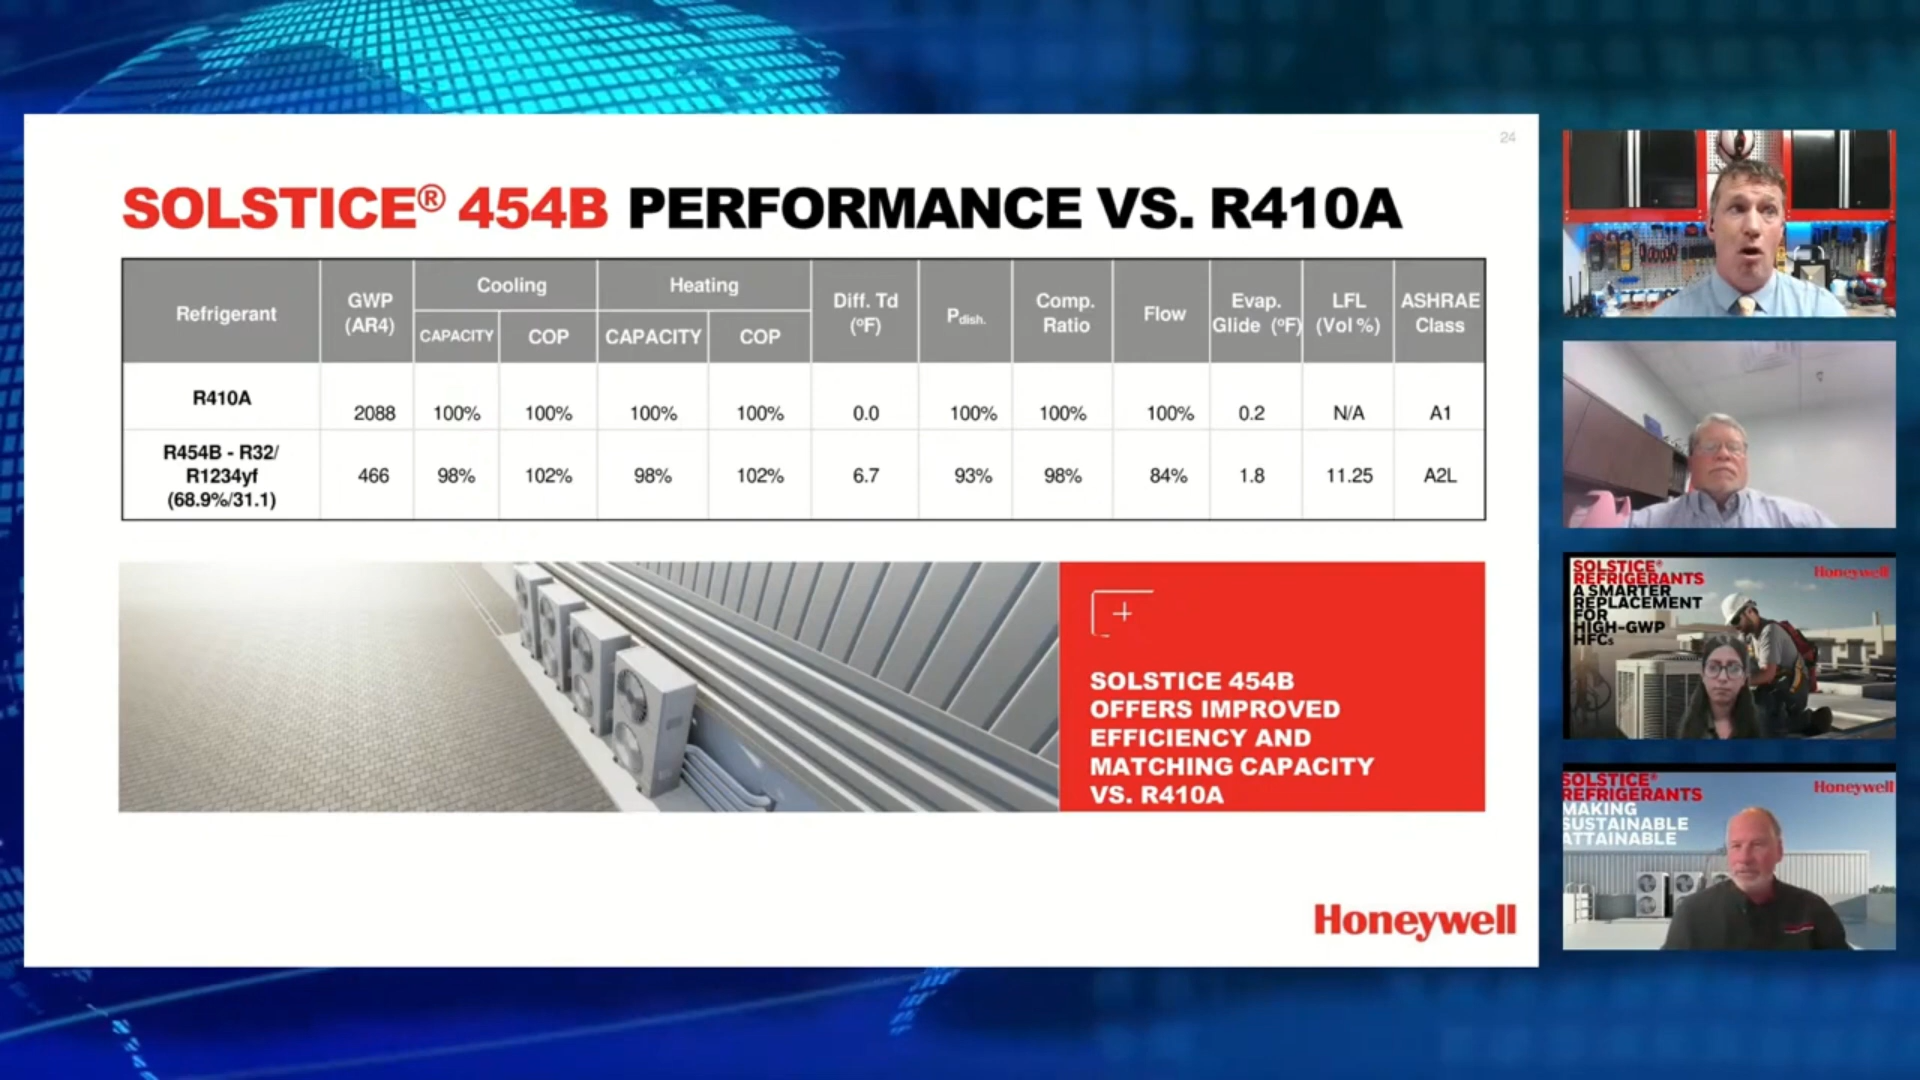 24
SOLSTICE® 454B PERFORMANCE VS. R410A
Refrigerant
GWP
(AR4)
Cooling
CAPACITY
COP
Heating
CAPACITY
COP
Diff. Td
(ºF)
Pdish.
Comp.
Ratio
Flow
Evap.
Glide (ºF)
LFL
(Vol %)
ASHRAE
Class
R410A
2088 100% 100% 100% 100% 0.0 100% 100% 100% 0.2 N/A A1
R454B - R32/
R1234yf
(68.9%/31.1)
466 98% 102% 98% 102% 6.7 93% 98% 84% 1.8 11.25 A2L
SOLSTICE 454B
OFFERS IMPROVED
EFFICIENCY AND
MATCHING CAPACITY
VS. R410A
Honeywell
SOLSTICE®
REFRIGERANTS
A SMARTER
REPLACEMENT
FOR
HIGH-GWP
HFCs
Honeywell
SOLSTICE®
REFRIGERANTS
MAKING
SUSTAINABLE
ATTAINABLE
Honeywell